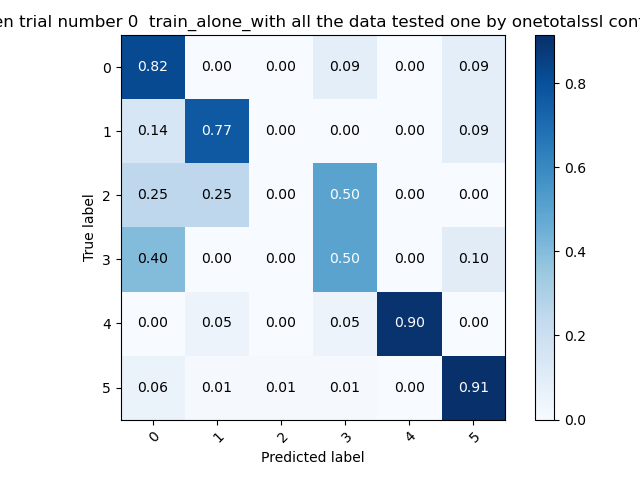 en trial number 0 train_alone_with all the data tested one by onetotalssl con
0 0.82 0.00 0.00 0.09 0.00 0.09
1 0.14 0.77 0.00 0.00 0.00 0.09
2 0.25 0.25 0.00 0.50 0.00 0.00
3 0.40 0.00 0.00 0.50 0.00 0.10
4 0.00 0.05 0.00 0.05 0.90 0.00
5 0.06 0.01 0.01 0.01 0.00 0.91
0 1 2 3 4 5
True label
Predicted label
0.8
0.6
0.4
0.2
0.0